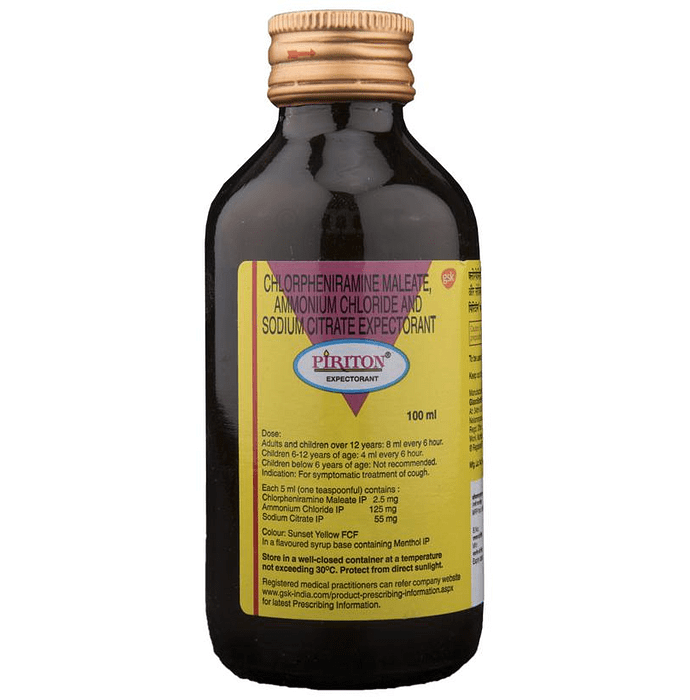 CHLORPHENIRAMINE MALEATE,
AMMONIUM CHLORIDE AND
SODIUM CITRATE EXPECTORANT
gsk
PIRITON®
EXPECTORANT
100 ml
Dose:
Adults and children over 12 years: 8 ml every 6 hour.
Children 6-12 years of age: 4 ml every 6 hour.
Children below 6 years of age: Not recommended.
Indication: For symptomatic treatment of cough.
Each 5 ml (one teaspoonful) contains :
Chlorpheniramine Maleate IP 2.5 mg
Ammonium Chloride IP 125 mg
Sodium Citrate IP 55 mg
Colour: Sunset Yellow FCF
In a flavoured syrup base containing Menthol IP
Store in a well-closed container at a temperature
not exceeding 30°C. Protect from direct sunlight.
Registered medical practitioners can refer company website
www.gsk-india.com/product-prescribing-information.aspx
for latest Prescribing Information.